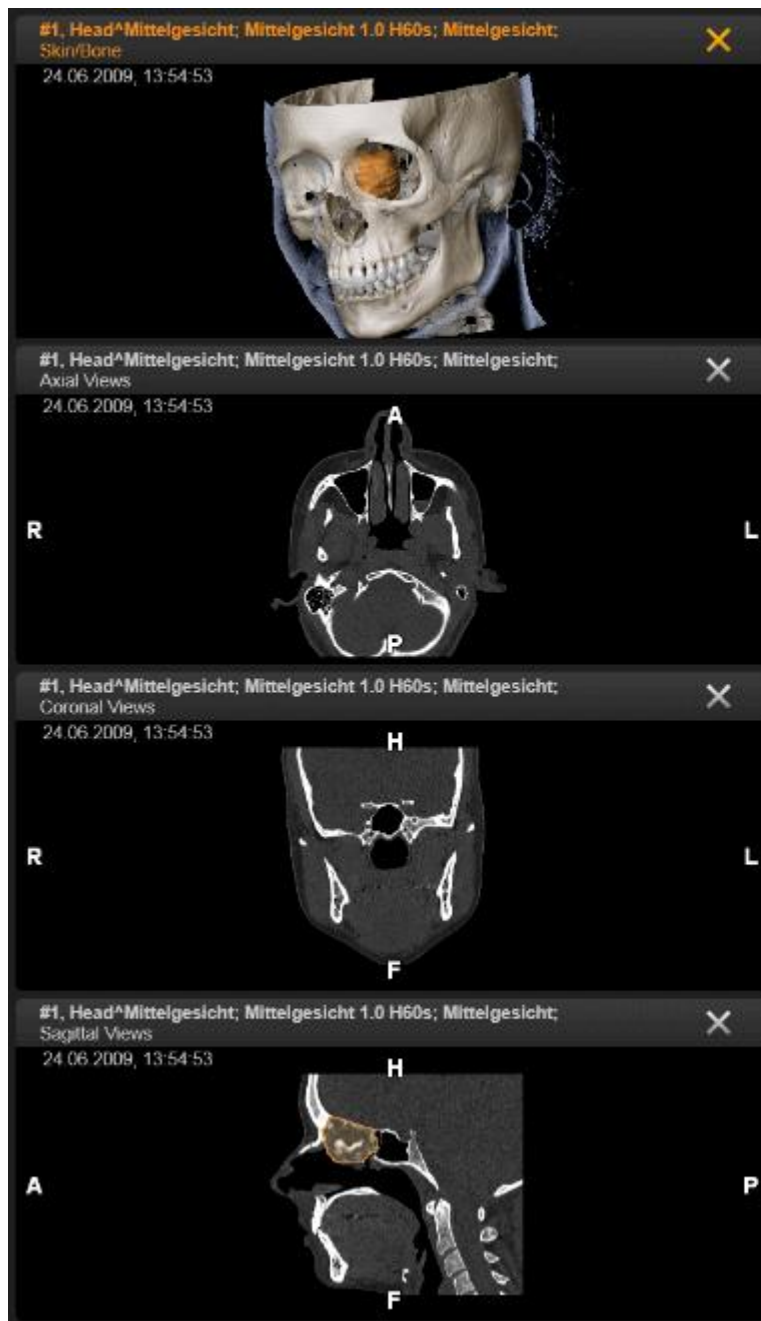 #1, Head^Mittelgesicht; Mittelgesicht 1.0 H60s; Mittelgesicht;
Skin/Bone
24.06.2009, 13:54:53
#1, Head^Mittelgesicht; Mittelgesicht 1.0 H60s; Mittelgesicht;
Axial Views
24.06.2009, 13:54:53
A
R
L
P
#1, Head^Mittelgesicht; Mittelgesicht 1.0 H60s; Mittelgesicht;
Coronal Views
24.06.2009, 13:54:53
H
R
L
F
#1, Head^Mittelgesicht; Mittelgesicht 1.0 H60s; Mittelgesicht;
Sagittal Views
24.06.2009, 13:54:53
H
A
P
F